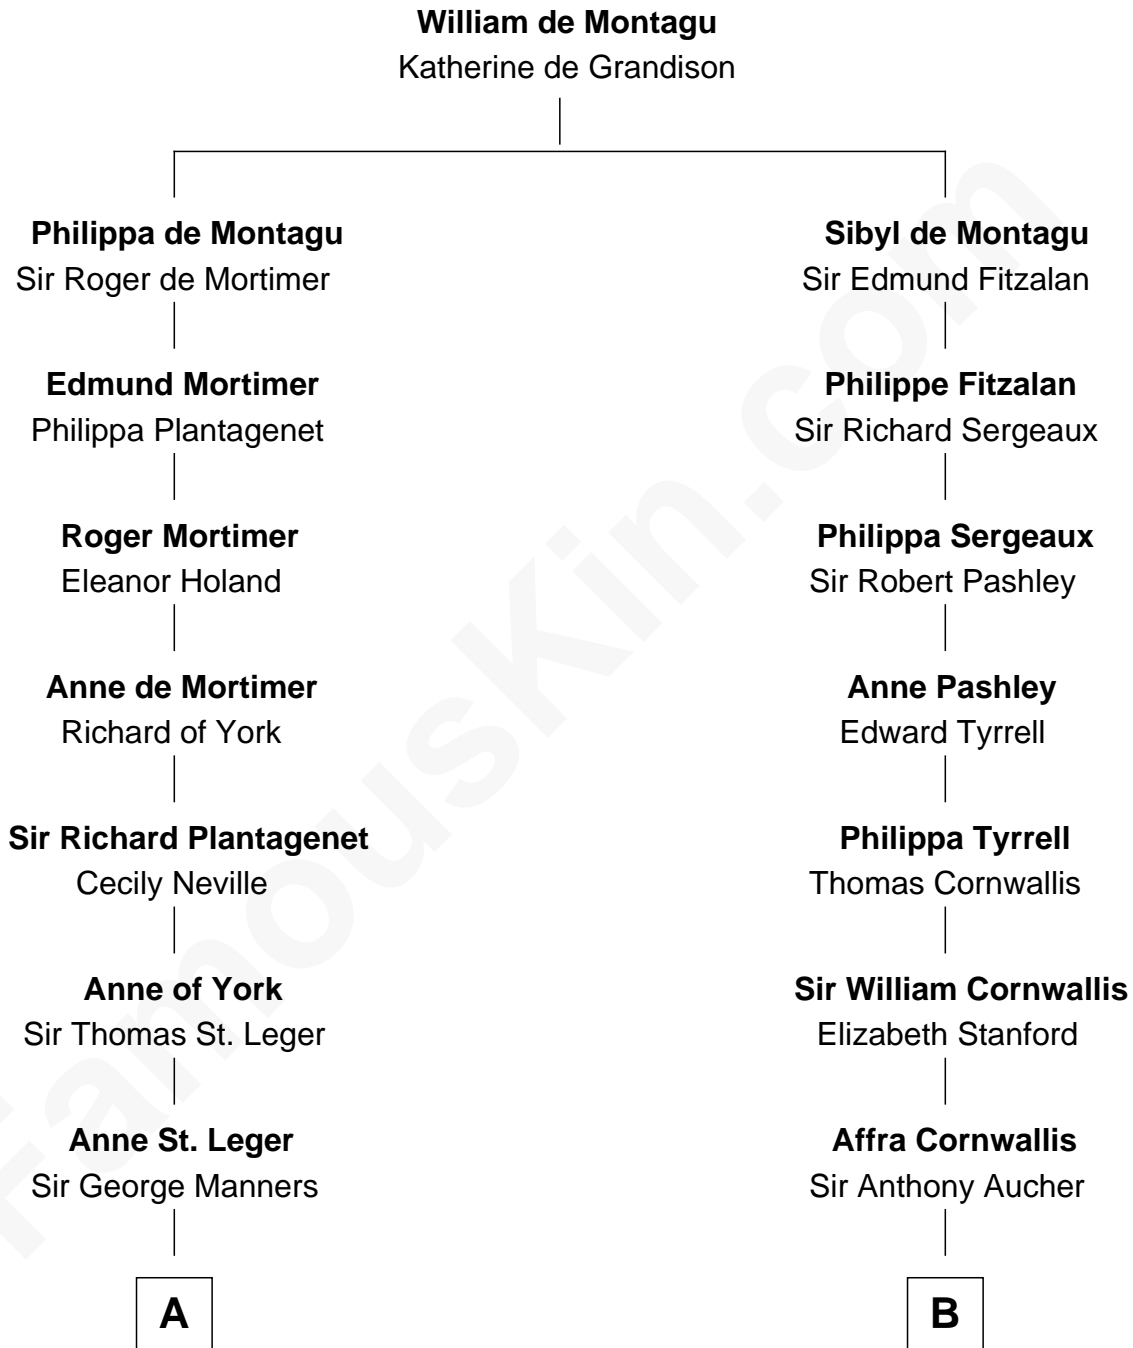 William de Montagu
Katherine de Grandison
Philippa de Montagu
Sir Roger de Mortimer
Sibyl de Montagu
Sir Edmund Fitzalan
Edmund Mortimer
Philippa Plantagenet
Philippe Fitzalan
Sir Richard Sergeaux
Roger Mortimer
Eleanor Holand
Philippa Sergeaux
Sir Robert Pashley
Anne de Mortimer
Richard of York
Anne Pashley
Edward Tyrrell
Sir Richard Plantagenet
Cecily Neville
Philippa Tyrrell
Thomas Cornwallis
Anne of York
Sir Thomas St. Leger
Sir William Cornwallis
Elizabeth Stanford
Anne St. Leger
Sir George Manners
Affra Cornwallis
Sir Anthony Aucher
A
B
FamousKin.com